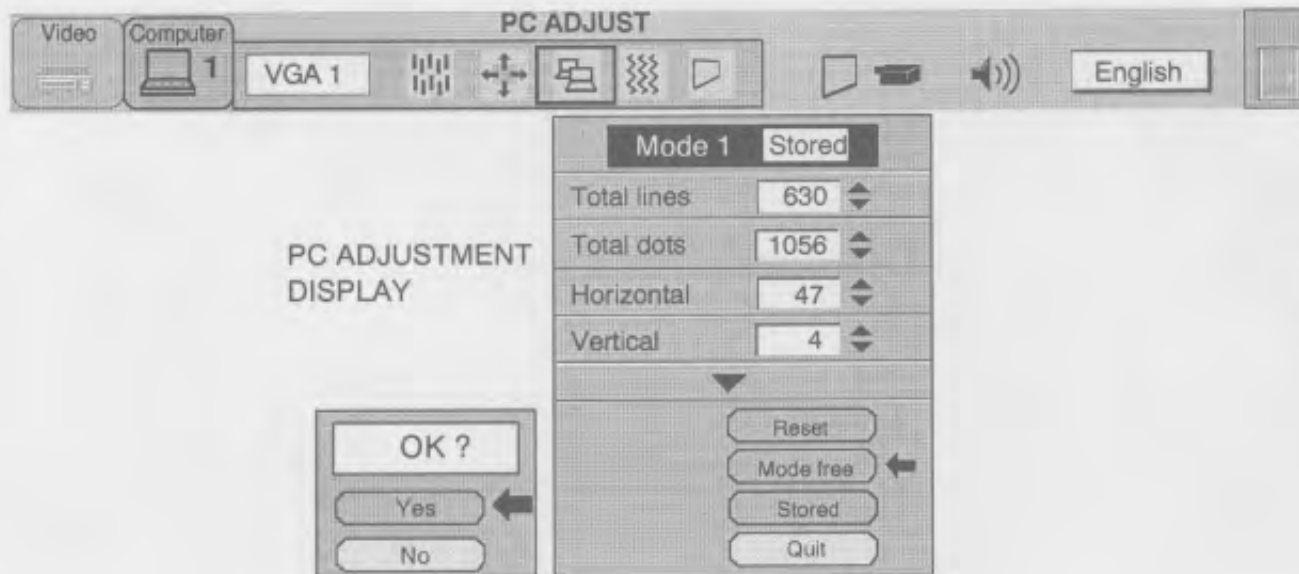 PC ADJUST
Video
Computer
1
VGA 1
English
Mode 1 Stored
Total lines 630
Total dots 1056
Horizontal 47
Vertical 4
PC ADJUSTMENT
DISPLAY
Reset
Mode free
Stored
Quit
OK ?
Yes
No